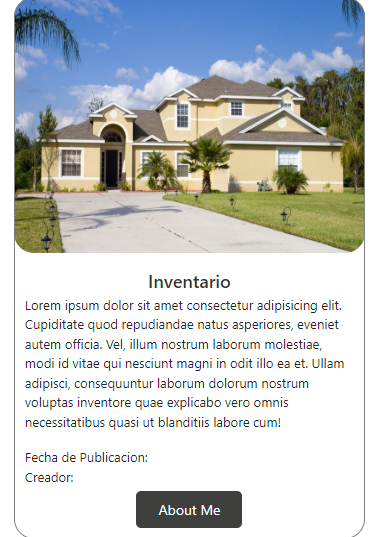 Inventario
Lorem ipsum dolor sit amet consectetur adipisicing elit.
Cupiditate quod repudiandae natus asperiores, eveniet
autem officia. Vel, illum nostrum laborum molestiae,
modi id vitae qui nesciunt magni in odit illo ea et. Ullam
adipisci, consequuntur laborum dolorum nostrum
voluptas inventore quae explicabo vero omnis
necessitatibus quasi ut blanditiis labore cum!
Fecha de Publicacion:
Creador:
About Me